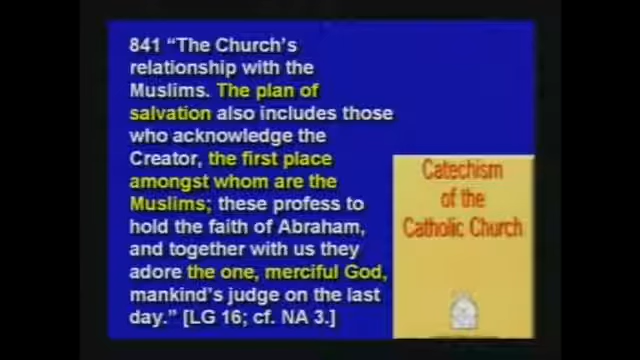 841 “The Church’s
relationship with the
Muslims. The plan of
salvation also includes those
who acknowledge the
Creator, the first place
amongst whom are the
Muslims; these profess to
hold the faith of Abraham,
and together with us they
adore the one, merciful God,
mankind’s judge on the last
day.” [LG 16; cf. NA 3.]
Catechism
of the
Catholic Church